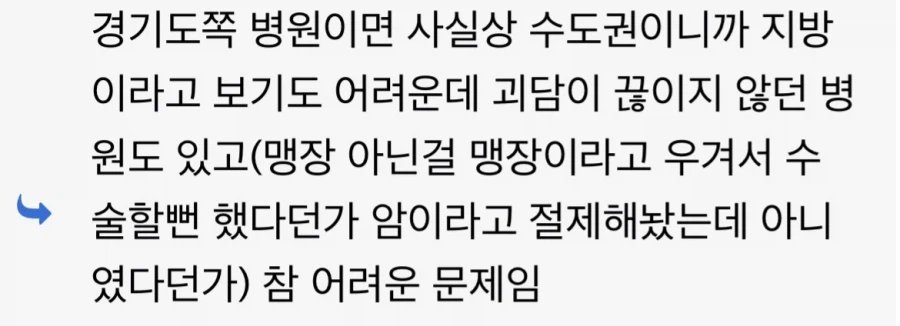 경기도쪽 병원이면 사실상 수도권이니까 지방
이라고 보기도 어려운데 괴담이 끊이지 않던 병
원도 있고(맹장 아닌걸 맹장이라고 우겨서 수
술할뻔 했다던가 암이라고 절제해놨는데 아니
였다던가) 참 어려운 문제임